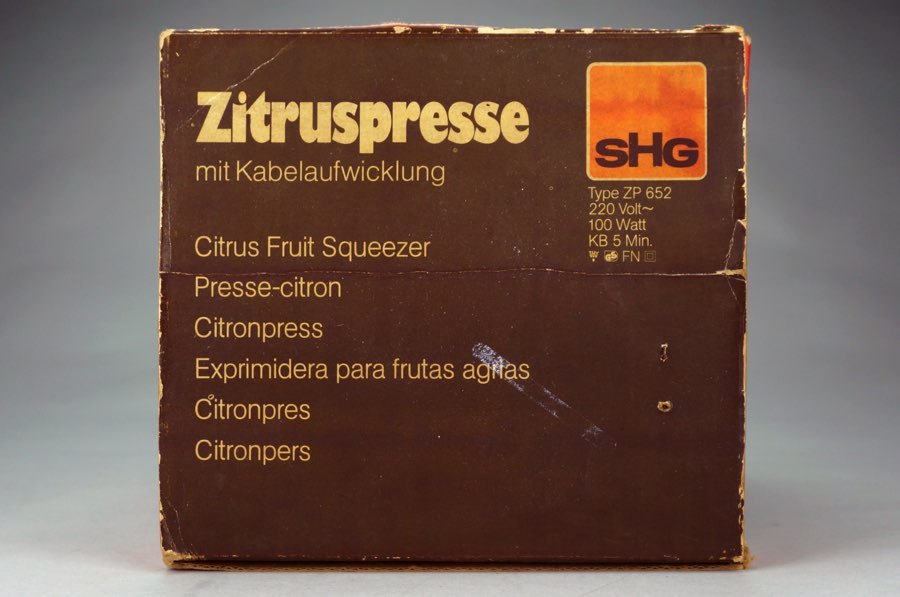 Zitruspresse
mit Kabelaufwicklung
SHG
Type ZP 652
220 Volt~
100 Watt
KB 5 Min.
FN
Citrus Fruit Squeezer
Presse-citron
Citronpress
Exprimidera para frutas agrias
Citronpres
Citronpers